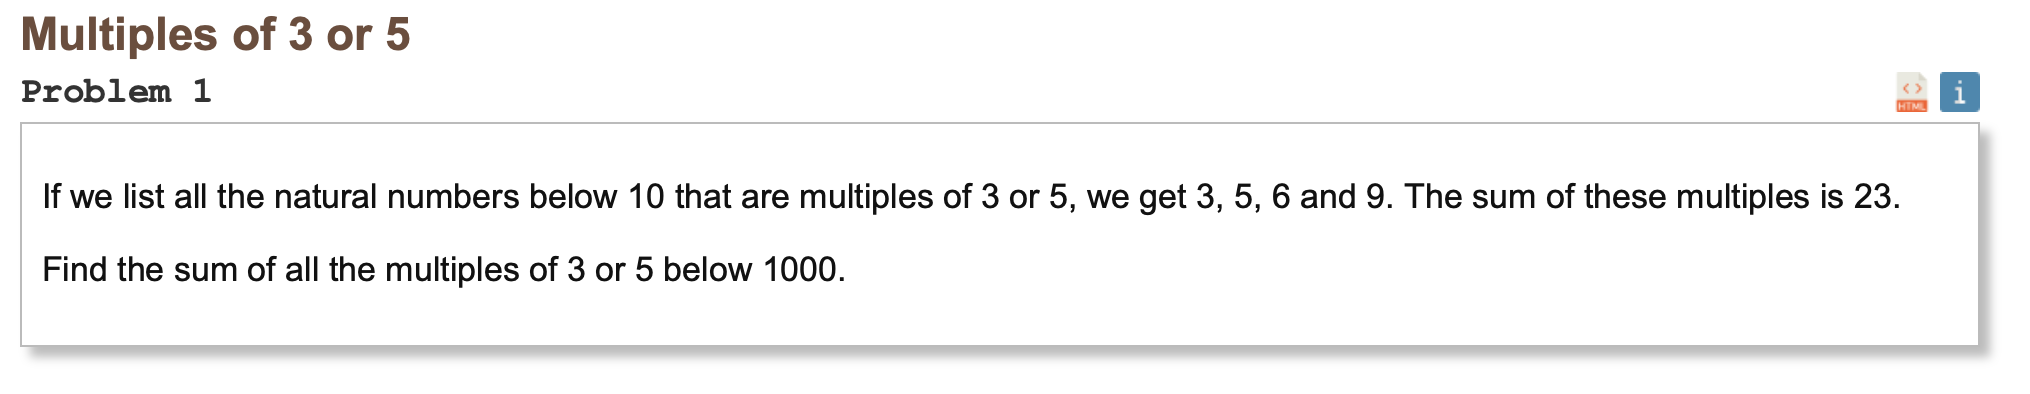 Multiples of 3 or 5
Problem 1
<>
HTML
i
If we list all the natural numbers below 10 that are multiples of 3 or 5, we get 3, 5, 6 and 9. The sum of these multiples is 23.
Find the sum of all the multiples of 3 or 5 below 1000.